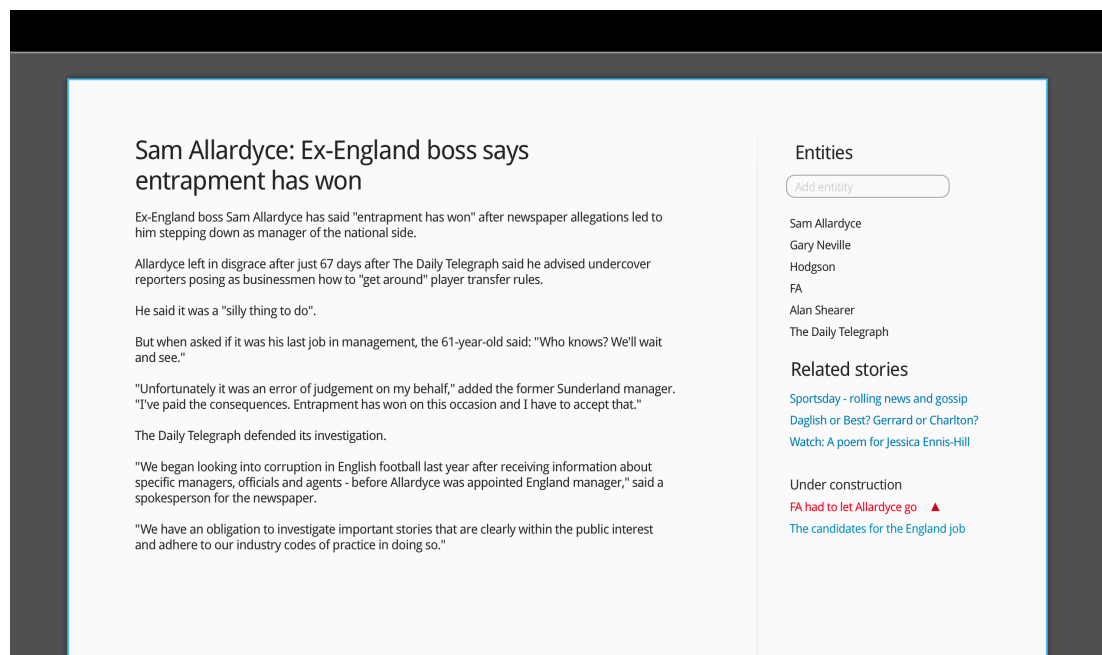 Sam Allardyce: Ex-England boss says
entrapment has won
Ex-England boss Sam Allardyce has said "entrapment has won" after newspaper allegations led to
him stepping down as manager of the national side.
Allardyce left in disgrace after just 67 days after The Daily Telegraph said he advised undercover
reporters posing as businessmen how to "get around" player transfer rules.
He said it was a "silly thing to do".
But when asked if it was his last job in management, the 61-year-old said: "Who knows? We'll wait
and see."
"Unfortunately it was an error of judgement on my behalf," added the former Sunderland manager.
"I've paid the consequences. Entrapment has won on this occasion and I have to accept that."
The Daily Telegraph defended its investigation.
"We began looking into corruption in English football last year after receiving information about
specific managers, officials and agents - before Allardyce was appointed England manager," said a
spokesperson for the newspaper.
"We have an obligation to investigate important stories that are clearly within the public interest
and adhere to our industry codes of practice in doing so."
Entities
Add entitity
Sam Allardyce
Gary Neville
Hodgson
FA
Alan Shearer
The Daily Telegraph
Related stories
Sportsday - rolling news and gossip
Daglish or Best? Gerrard or Charlton?
Watch: A poem for Jessica Ennis-Hill
Under construction
FA had to let Allardyce go
The candidates for the England job